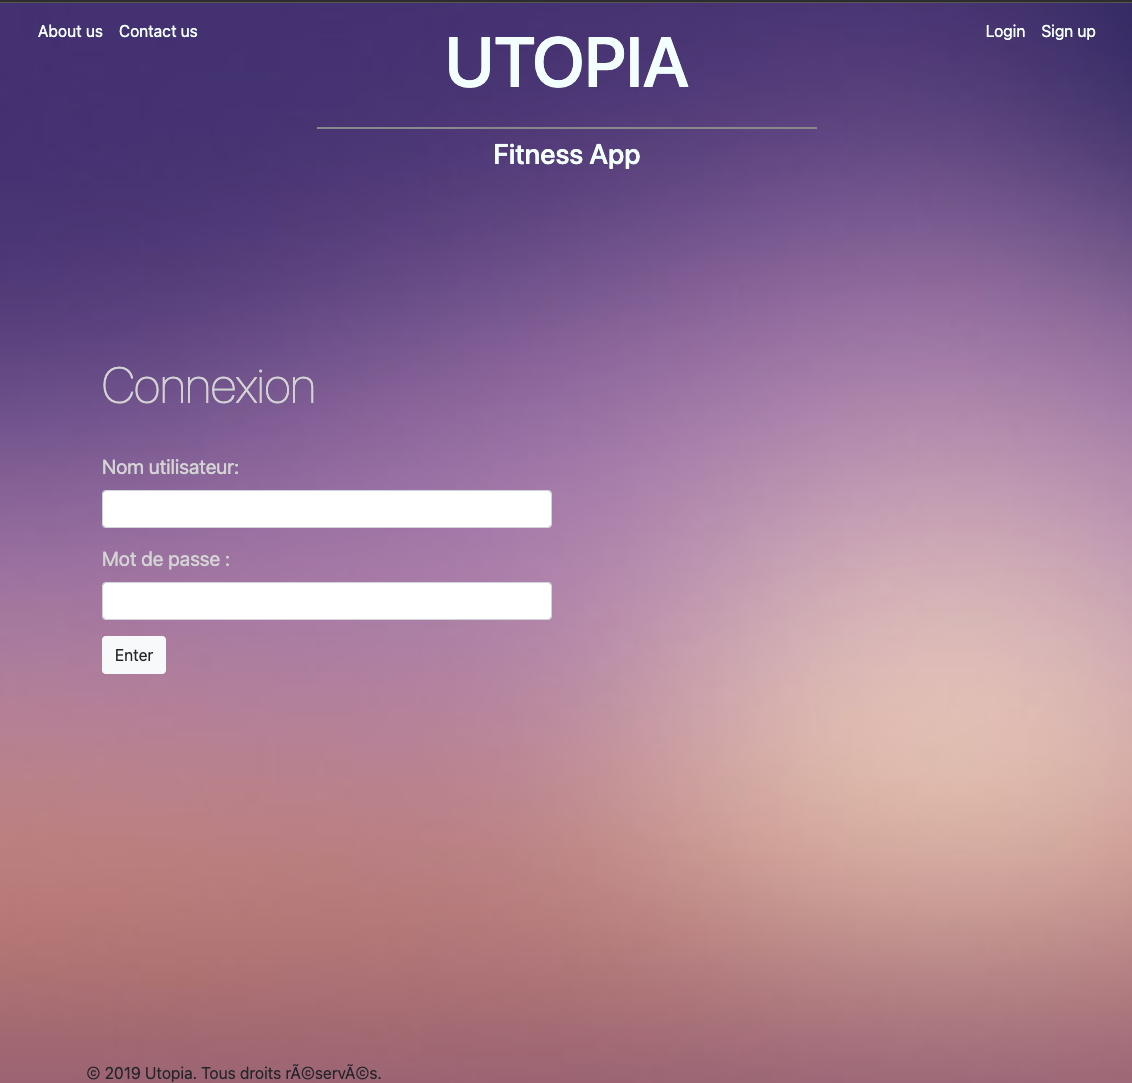 About us Contact us
UTOPIA
Login Sign up
Fitness App
Connexion
Nom utilisateur:
Mot de passe :
Enter
© 2019 Utopia. Tous droits rÃ©servÃ©s.